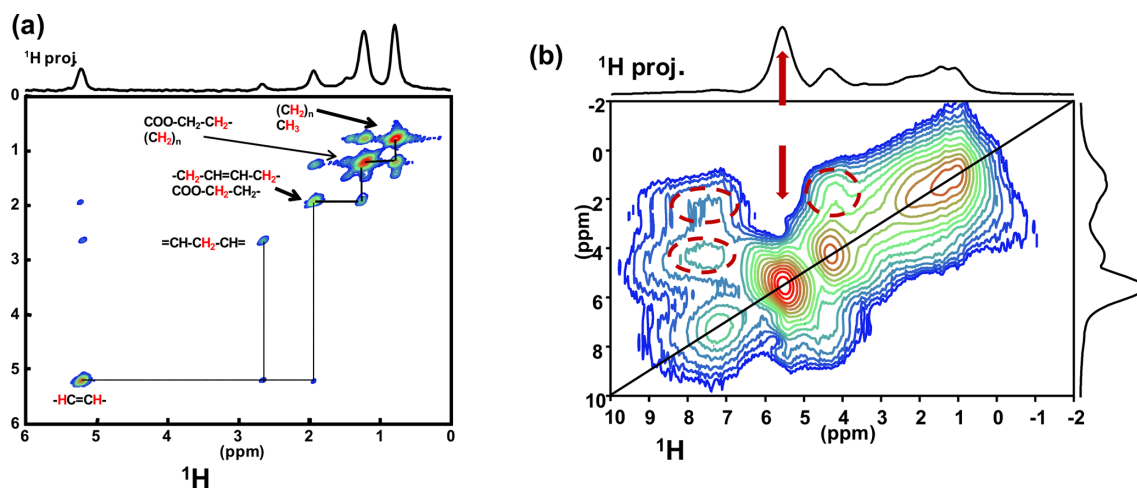 (a)
¹H proj.
0
1
2
3
4
5
6
COO-CH₂-CH₂-
(CH₂)ₙ
(CH₂)ₙ
CH₃
-CH₂-CH=CH-CH₂-
COO-CH₂-CH₂-
=CH-CH₂-CH=
-HC=CH-
6 5 4 3 2 1 0
(ppm)
¹H
(b)
¹H proj.
-2
0
2
4
6
8
10
(ppm)
10 9 8 7 6 5 4 3 2 1 0 -1 -2
(ppm)
¹H